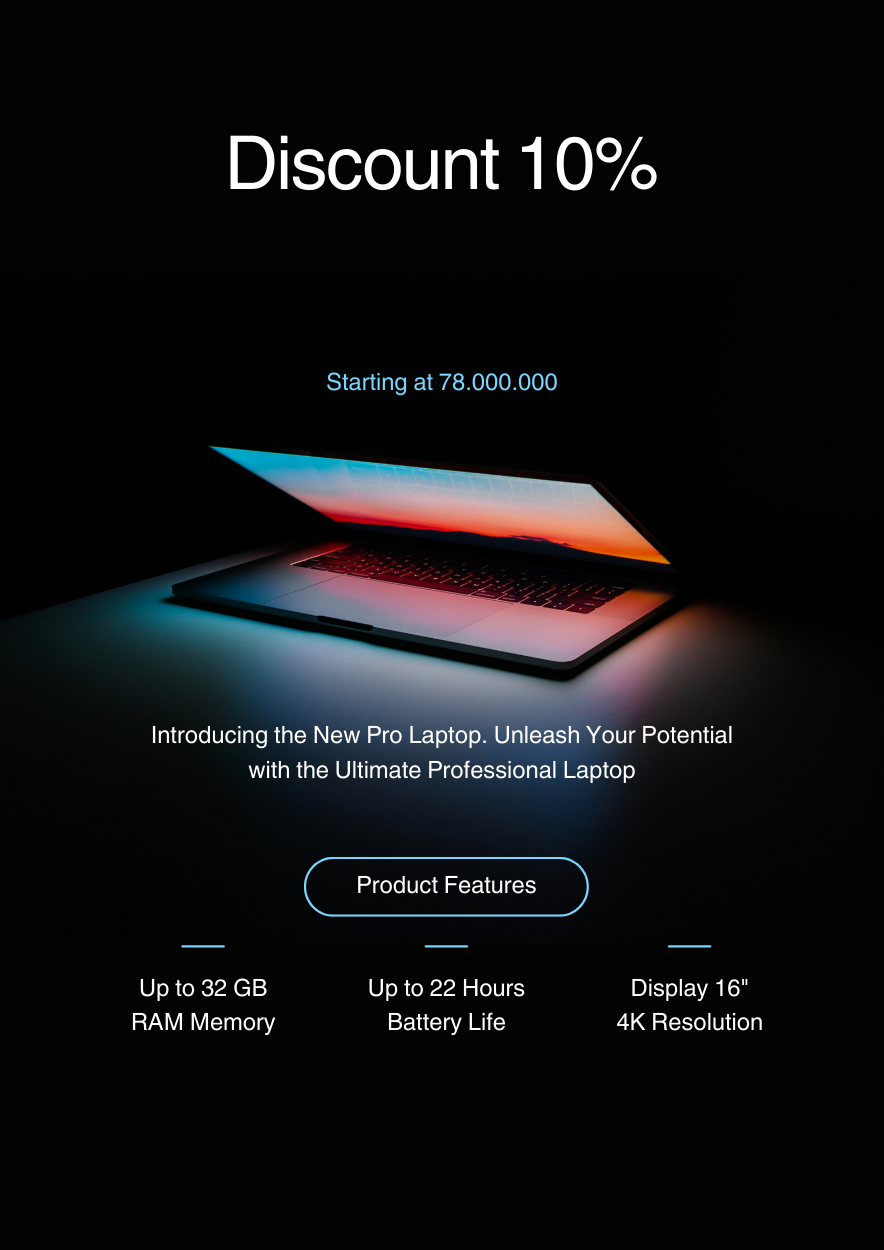 Discount 10%
Starting at 78.000.000
Introducing the New Pro Laptop. Unleash Your Potential
with the Ultimate Professional Laptop
Product Features
Up to 32 GB
RAM Memory
Up to 22 Hours
Battery Life
Display 16"
4K Resolution